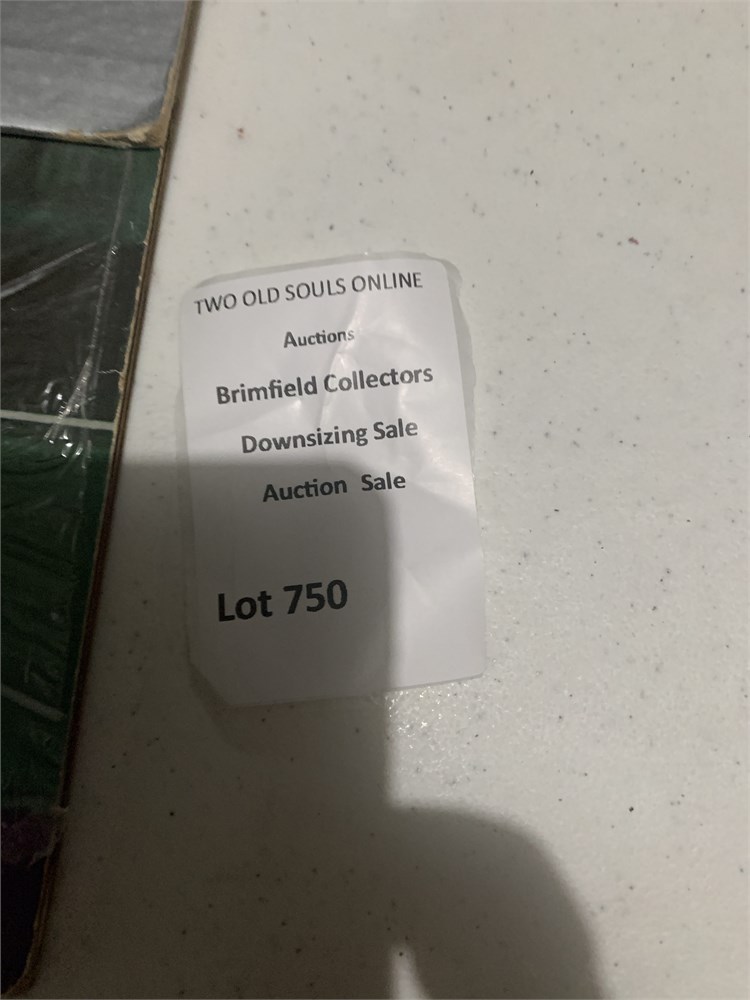 TWO OLD SOULS ONLINE
Auctions
Brimfield Collectors
Downsizing Sale
Auction Sale
Lot 750